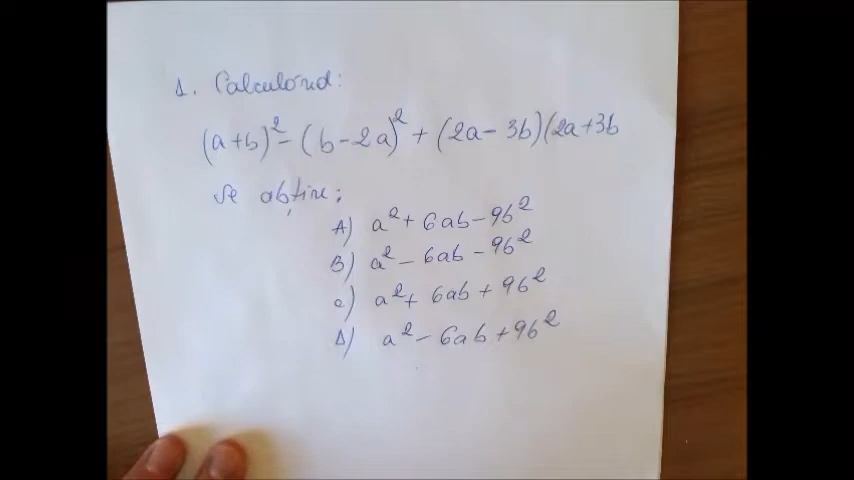 1. Calculând:
(a+b)² - (b-2a)² + (2a-3b)(2a+3b
se obține:
A) a² + 6ab - 9b²
B) a² - 6ab - 9b²
C) a² + 6ab + 9b²
D) a² - 6ab + 9b²